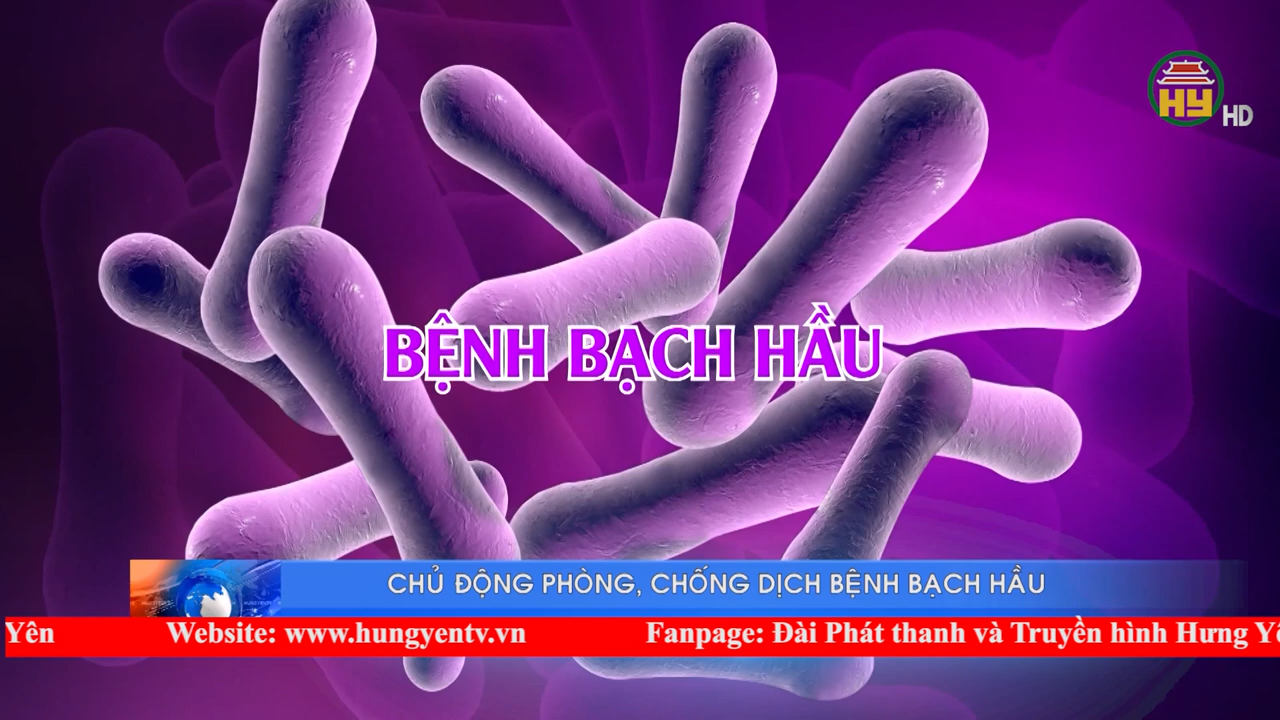 HY HD
BỆNH BẠCH HẦU
CHỦ ĐỘNG PHÒNG, CHỐNG DỊCH BỆNH BẠCH HẦU
Yên Website: www.hungyentv.vn Fanpage: Đài Phát thanh và Truyền hình Hưng Yê